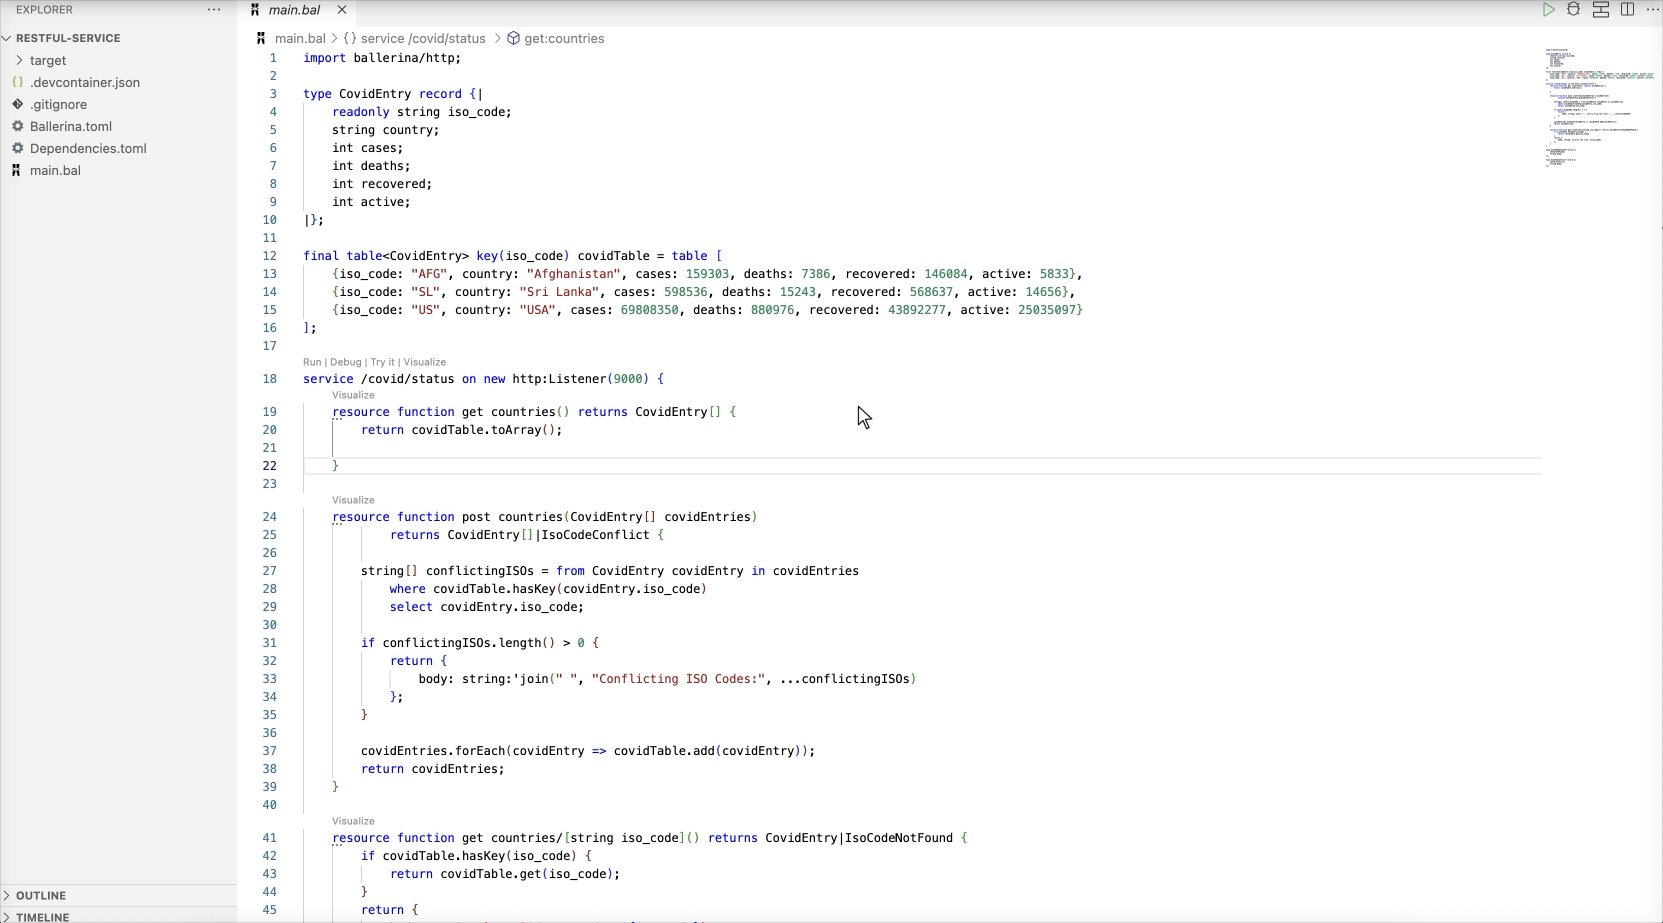 EXPLORER
RESTFUL-SERVICE
target
.devcontainer.json
.gitignore
Ballerina.toml
Dependencies.toml
main.bal
OUTLINE
TIMELINE
main.bal
main.bal > {} service /covid/status > get:countries
1 import ballerina/http;
2
3 type CovidEntry record {|
4 readonly string iso_code;
5 string country;
6 int cases;
7 int deaths;
8 int recovered;
9 int active;
10 |};
11
12 final table<CovidEntry> key(iso_code) covidTable = table [
13 {iso_code: "AFG", country: "Afghanistan", cases: 159303, deaths: 7386, recovered: 146084, active: 5833},
14 {iso_code: "SL", country: "Sri Lanka", cases: 598536, deaths: 15243, recovered: 568637, active: 14656},
15 {iso_code: "US", country: "USA", cases: 69808350, deaths: 880976, recovered: 43892277, active: 25035097}
16 ];
17
Run | Debug | Try it | Visualize
18 service /covid/status on new http:Listener(9000) {
Visualize
19 resource function get countries() returns CovidEntry[] {
20 return covidTable.toArray();
21
22 }
23
Visualize
24 resource function post countries(CovidEntry[] covidEntries)
25 returns CovidEntry[]|IsoCodeConflict {
26
27 string[] conflictingISOs = from CovidEntry covidEntry in covidEntries
28 where covidTable.hasKey(covidEntry.iso_code)
29 select covidEntry.iso_code;
30
31 if conflictingISOs.length() > 0 {
32 return {
33 body: string:'join(" ", "Conflicting ISO Codes:", ...conflictingISOs)
34 };
35 }
36
37 covidEntries.forEach(covidEntry => covidTable.add(covidEntry));
38 return covidEntries;
39 }
40
Visualize
41 resource function get countries/[string iso_code]() returns CovidEntry|IsoCodeNotFound {
42 if covidTable.hasKey(iso_code) {
43 return covidTable.get(iso_code);
44 }
45 return {